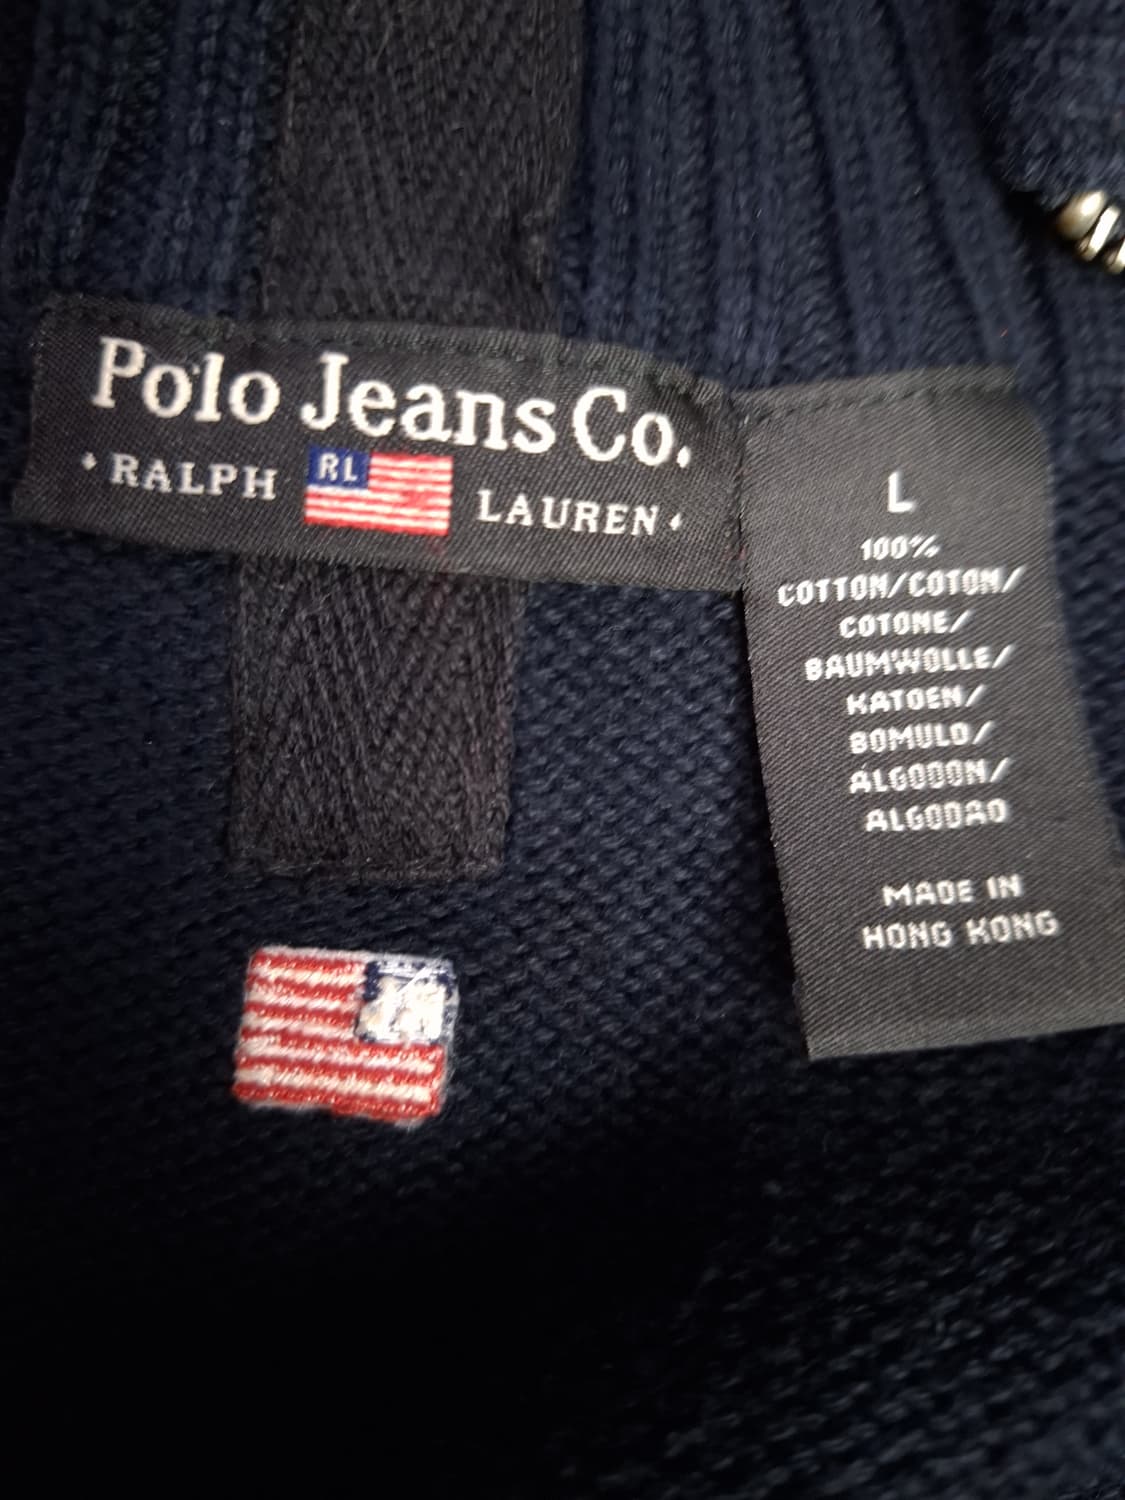 Polo Jeans Co.
RALPH RL LAUREN
L
100%
COTTON/COTON/
COTONE/
BAUMWOLLE/
KATOEN/
BOMULD/
ALGODON/
ALGODAO
MADE IN
HONG KONG